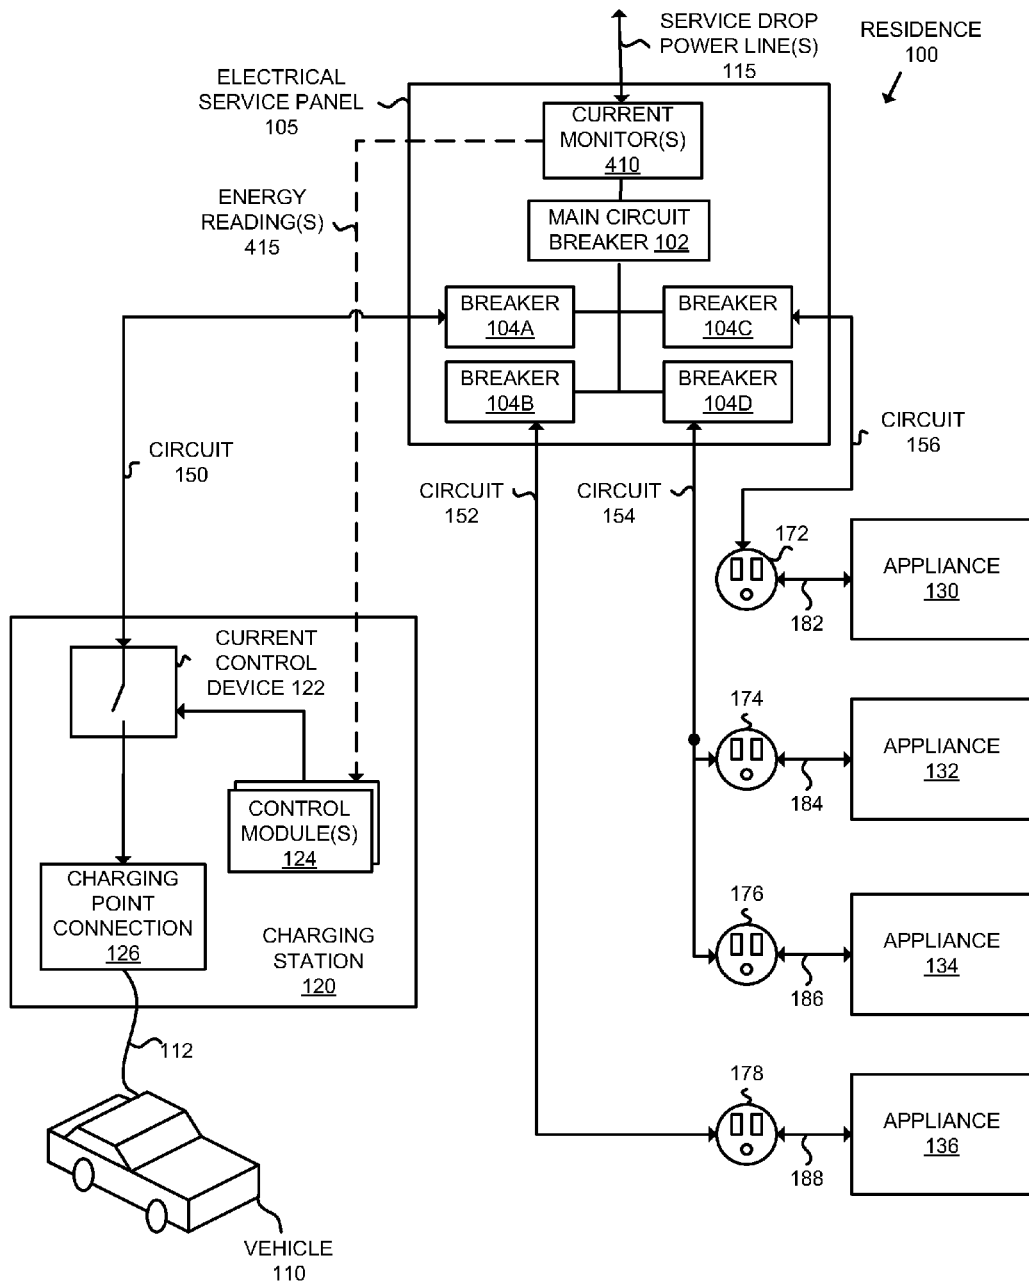 SERVICE DROP
POWER LINE(S)
115
RESIDENCE
100
ELECTRICAL
SERVICE PANEL
105
CURRENT
MONITOR(S)
410
ENERGY
READING(S)
415
MAIN CIRCUIT
BREAKER 102
BREAKER
104A
BREAKER
104C
BREAKER
104B
BREAKER
104D
CIRCUIT
150
CIRCUIT
152
CIRCUIT
154
CIRCUIT
156
172
APPLIANCE
130
182
CURRENT
CONTROL
DEVICE 122
174
APPLIANCE
132
184
CONTROL
MODULE(S)
124
CHARGING
POINT
CONNECTION
126
CHARGING
STATION
120
176
APPLIANCE
134
186
112
178
APPLIANCE
136
188
VEHICLE
110